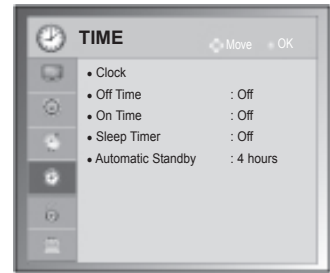 TIME
Move OK
• Clock
• Off Time : Off
• On Time : Off
• Sleep Timer : Off
• Automatic Standby : 4 hours